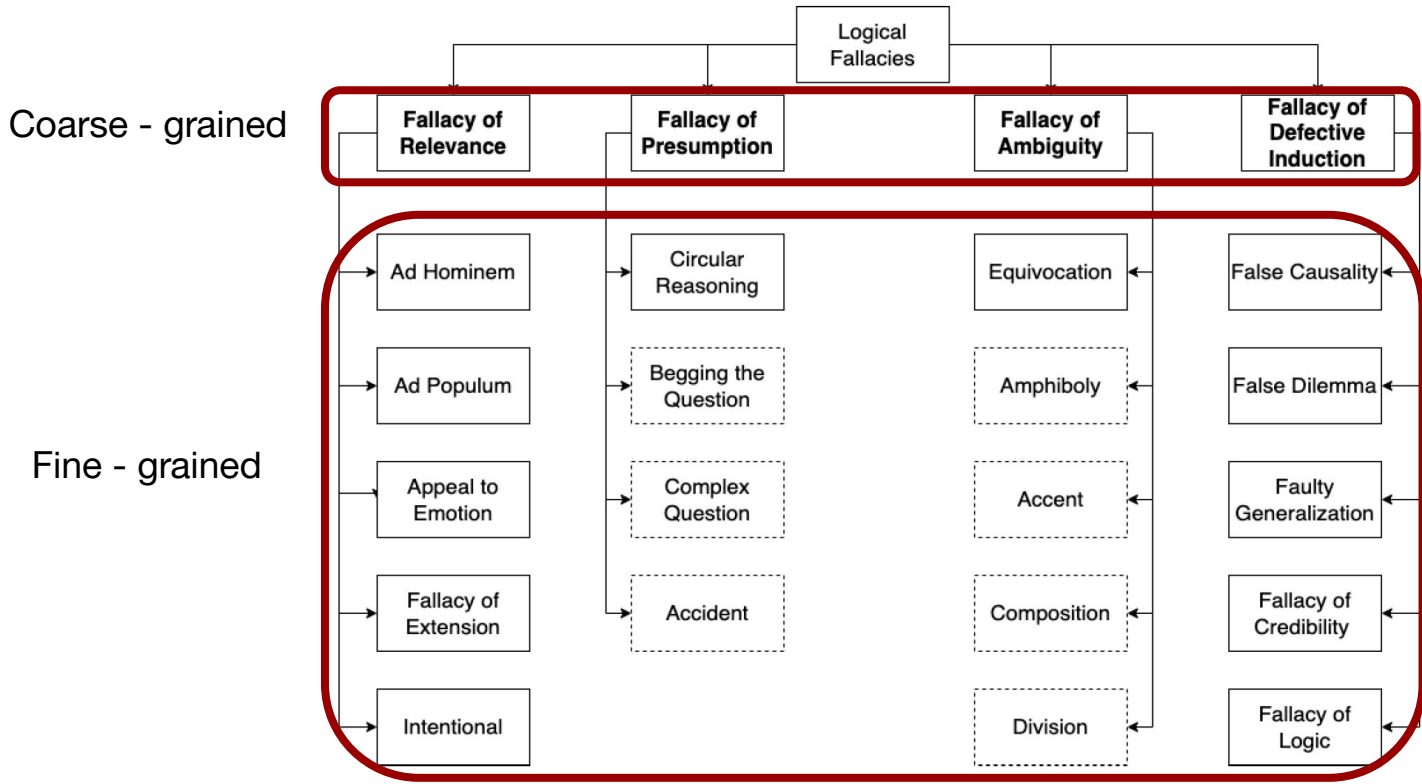 Logical
Fallacies
Coarse - grained
Fallacy of
Relevance
Fallacy of
Presumption
Fallacy of
Ambiguity
Fallacy of
Defective
Induction
Fine - grained
Ad Hominem
Circular
Reasoning
Equivocation
False Causality
Ad Populum
Begging the
Question
Amphiboly
False Dilemma
Appeal to
Emotion
Complex
Question
Accent
Faulty
Generalization
Fallacy of
Extension
Accident
Composition
Fallacy of
Credibility
Intentional
Division
Fallacy of
Logic